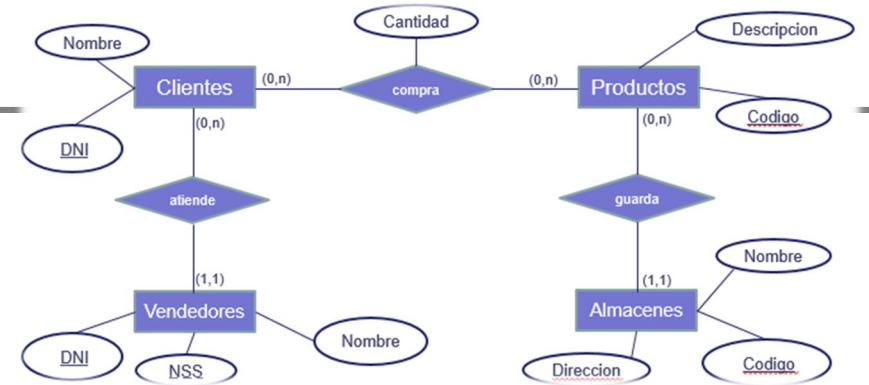 Cantidad
Nombre
Descripcion
Clientes
(0,n)
compra
(0,n)
Productos
Codigo
DNI
(0,n)
(0,n)
atiende
guarda
Nombre
(1,1)
(1,1)
Vendedores
Almacenes
Nombre
DNI
NSS
Direccion
Codigo